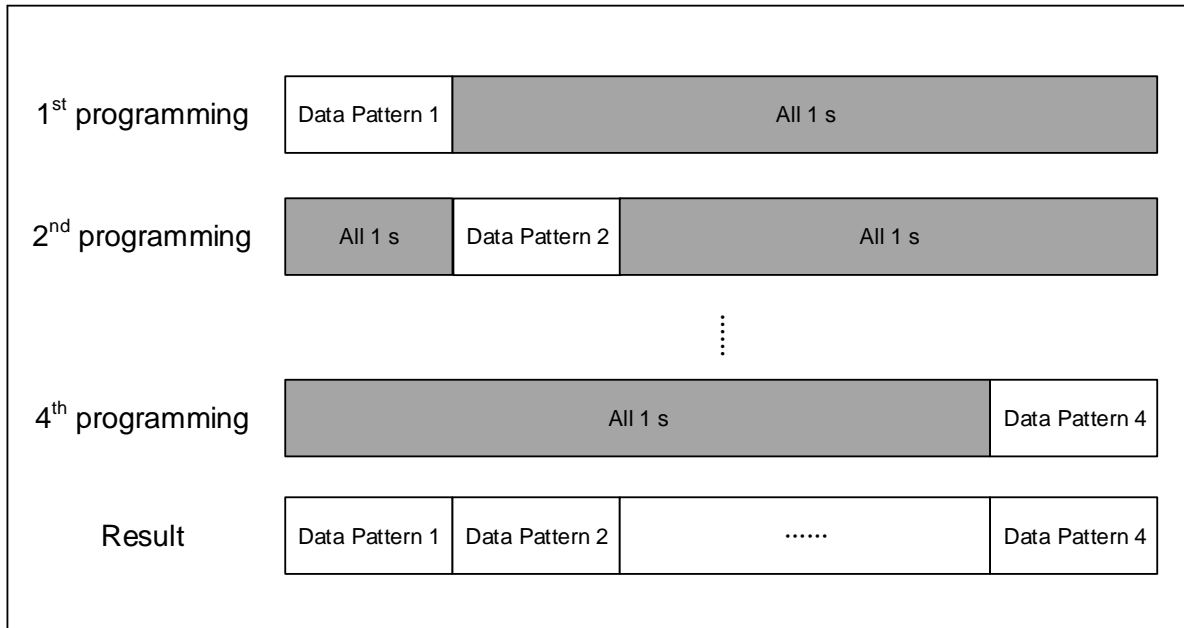 1st programming
Data Pattern 1
All 1 s
2nd programming
All 1 s
Data Pattern 2
All 1 s
4th programming
All 1 s
Data Pattern 4
Result
Data Pattern 1
Data Pattern 2
......
Data Pattern 4